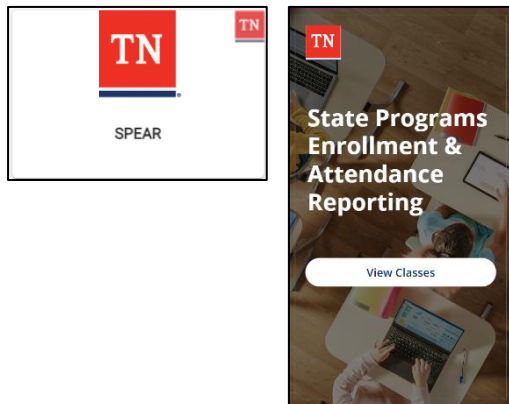 TN
TN
SPEAR
TN
State Programs
Enrollment &
Attendance
Reporting
View Classes